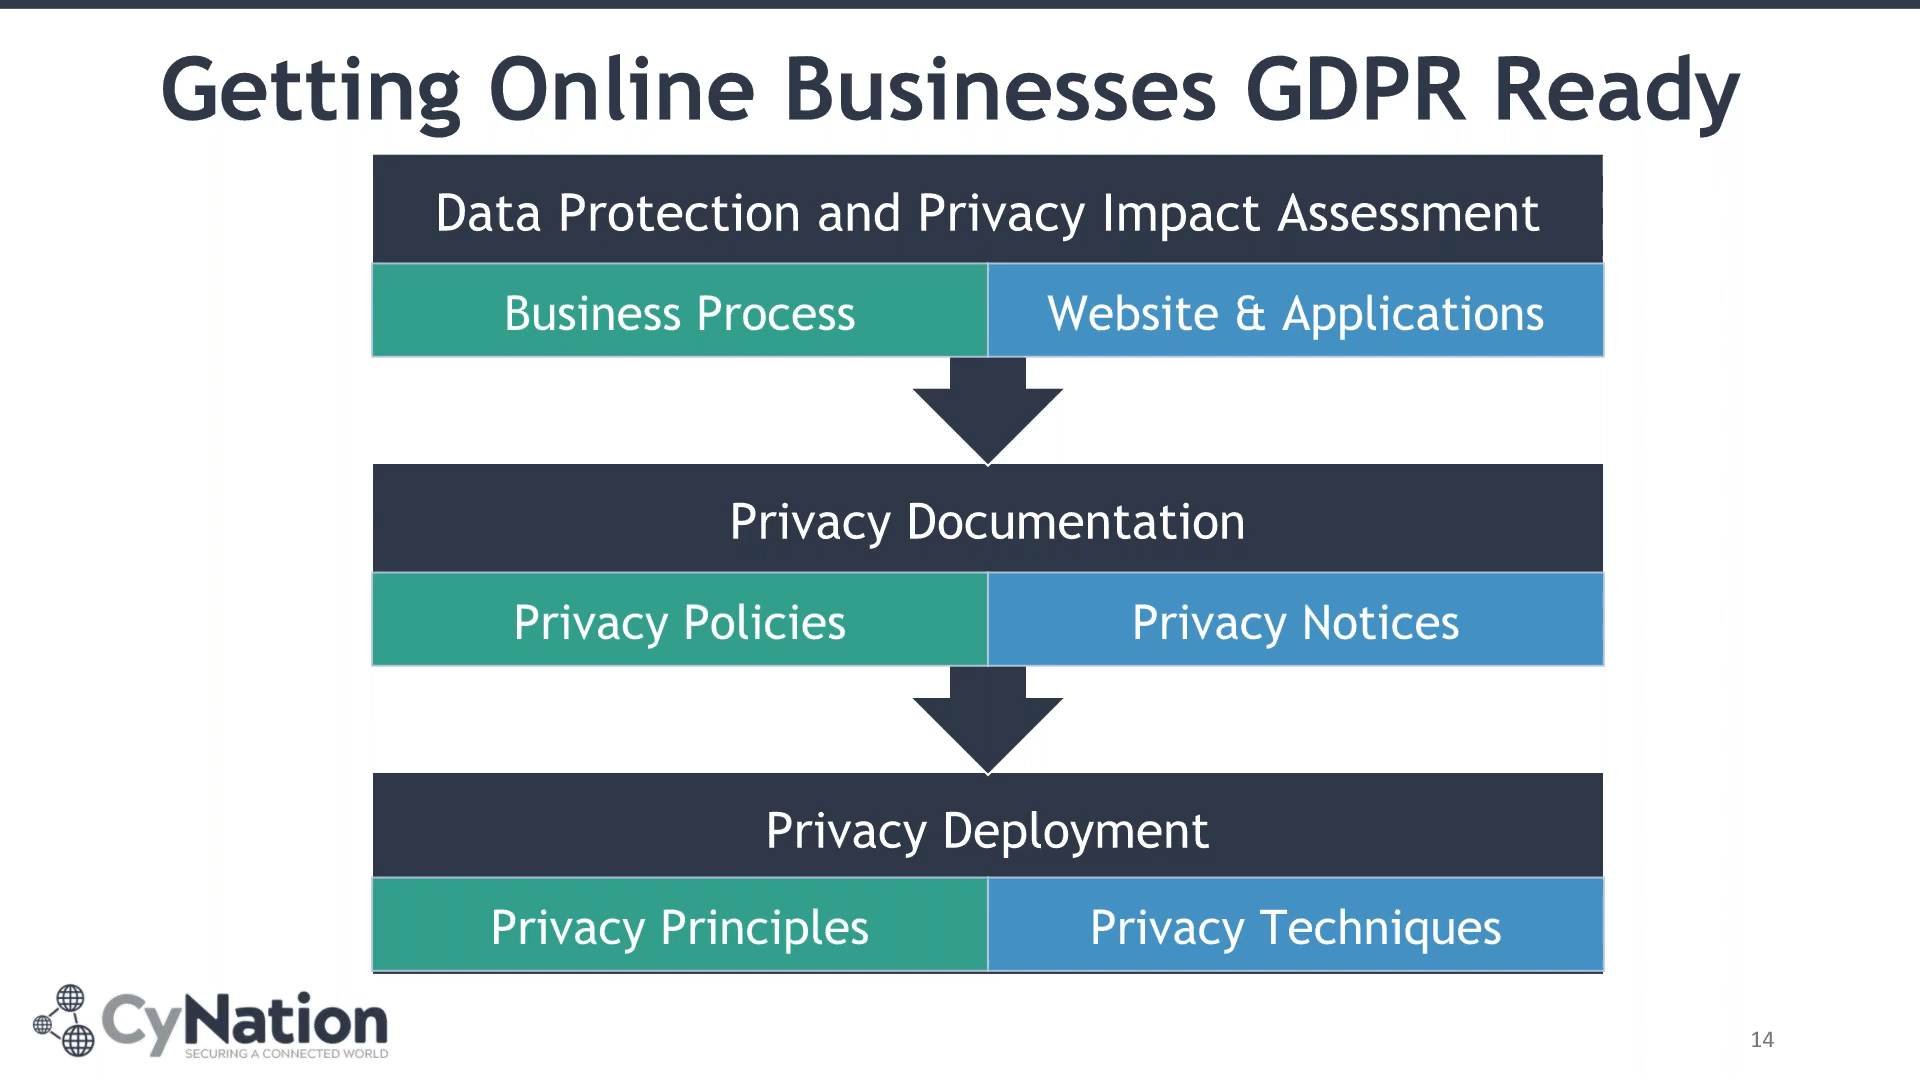 Getting Online Businesses GDPR Ready
Data Protection and Privacy Impact Assessment
Business Process
Website & Applications
Privacy Documentation
Privacy Policies
Privacy Notices
Privacy Deployment
Privacy Principles
Privacy Techniques
CyNation
SECURING A CONNECTED WORLD
14